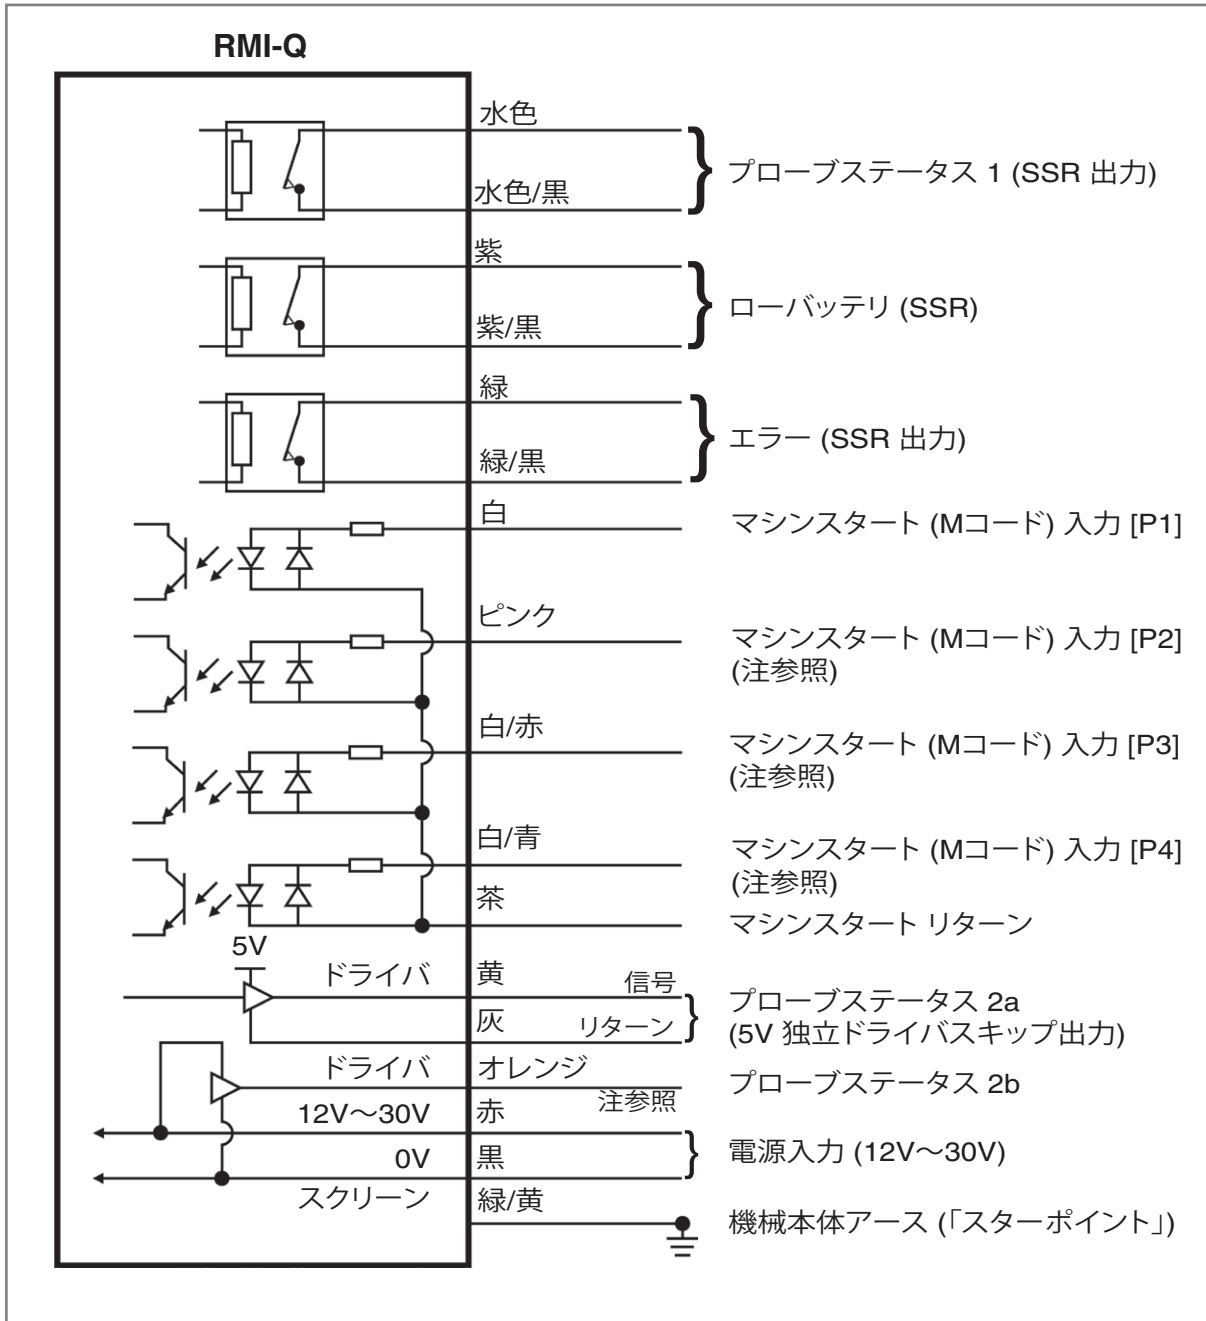 RMI-Q
水色
水色/黒
プローブステータス 1 (SSR 出力)
紫
紫/黒
ローバッテリ (SSR)
緑
緑/黒
エラー (SSR 出力)
白
マシンスタート (Mコード) 入力 [P1]
ピンク
マシンスタート (Mコード) 入力 [P2]
(注参照)
白/赤
マシンスタート (Mコード) 入力 [P3]
(注参照)
白/青
マシンスタート (Mコード) 入力 [P4]
(注参照)
茶
マシンスタート リターン
5V
ドライバ 黄 信号
灰 リターン
プローブステータス 2a
(5V 独立ドライバスキップ出力)
ドライバ オレンジ
注参照
プローブステータス 2b
12V～30V 赤
0V 黒
電源入力 (12V～30V)
スクリーン 緑/黄
機械本体アース (「スターポイント」)